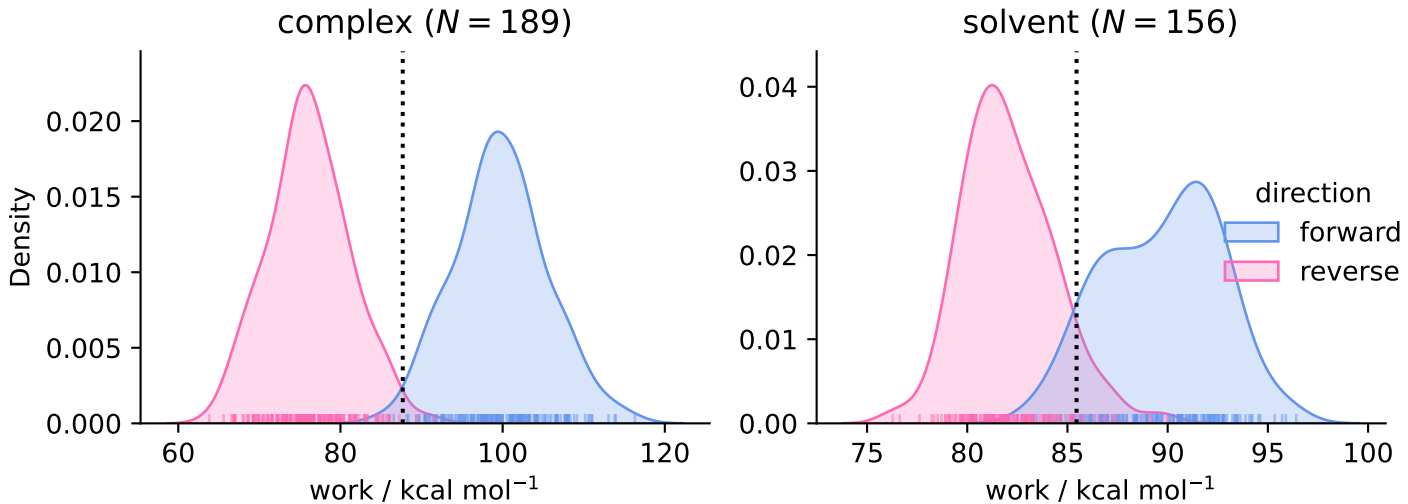 complex (N = 189)
Density
0.020
0.015
0.010
0.005
0.000
60
80
100
120
work / kcal mol⁻¹
solvent (N = 156)
0.04
0.03
0.02
0.01
0.00
75
80
85
90
95
100
work / kcal mol⁻¹
direction
forward
reverse